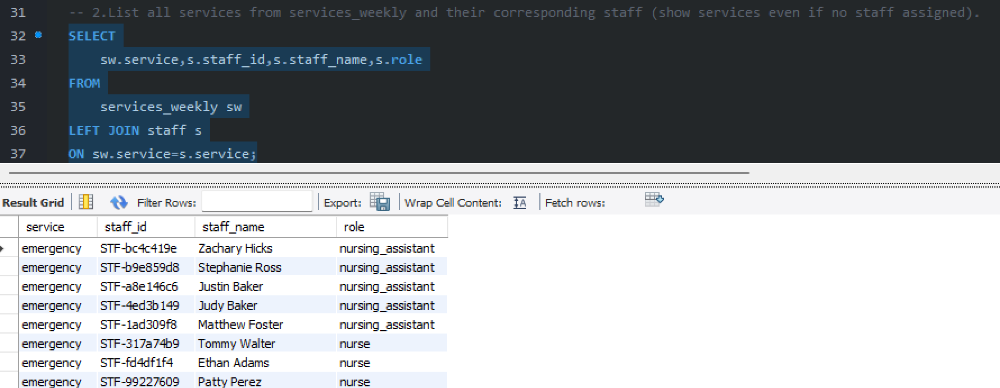 31 -- 2.List all services from services_weekly and their corresponding staff (show services even if no staff assigned).
32 SELECT
33 sw.service,s.staff_id,s.staff_name,s.role
34 FROM
35 services_weekly sw
36 LEFT JOIN staff s
37 ON sw.service=s.service;
Result Grid Filter Rows: Export: Wrap Cell Content: Fetch rows:
service staff_id staff_name role
emergency STF-bc4c419e Zachary Hicks nursing_assistant
emergency STF-b9e859d8 Stephanie Ross nursing_assistant
emergency STF-a8e146c6 Justin Baker nursing_assistant
emergency STF-4ed3b149 Judy Baker nursing_assistant
emergency STF-1ad309f8 Matthew Foster nursing_assistant
emergency STF-317a74b9 Tommy Walter nurse
emergency STF-fd4df1f4 Ethan Adams nurse
emergency STF-99227609 Patty Perez nurse